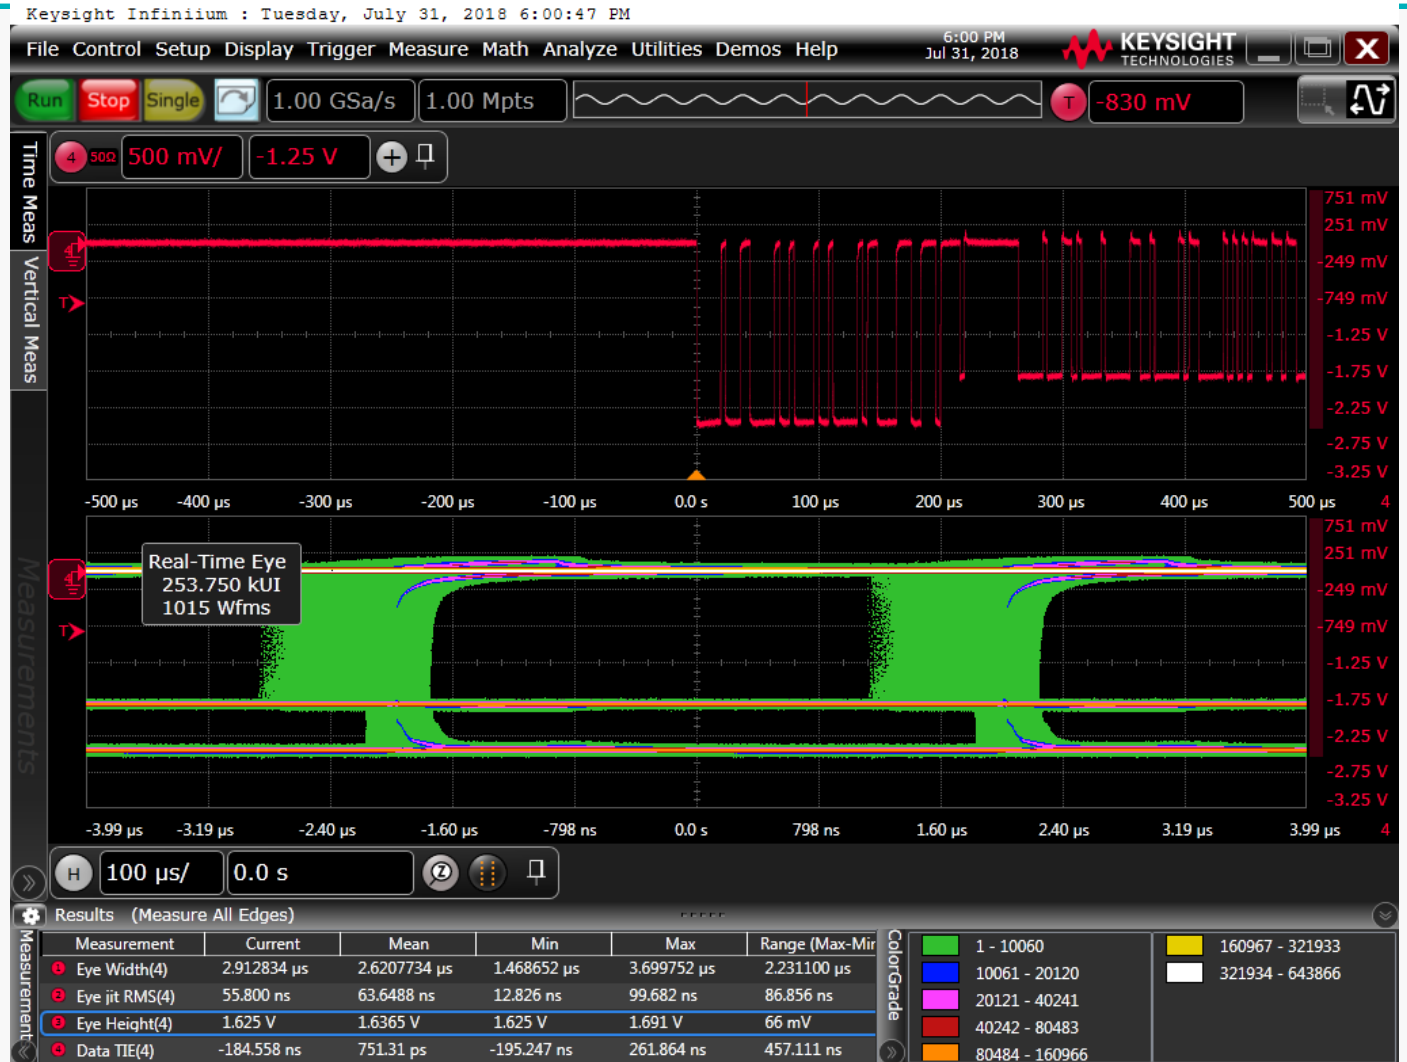 Keysight Infiniium : Tuesday, July 31, 2018 6:00:47 PM
File Control Setup Display Trigger Measure Math Analyze Utilities Demos Help
6:00 PM
Jul 31, 2018
KEYSIGHT
TECHNOLOGIES
X
Run Stop Single 1.00 GSa/s 1.00 Mpts T -830 mV
Time Meas
Vertical Meas
Measurements
4 50Ω 500 mV/ -1.25 V +
751 mV
251 mV
-249 mV
-749 mV
-1.25 V
-1.75 V
-2.25 V
-2.75 V
-3.25 V
4
T
-500 µs -400 µs -300 µs -200 µs -100 µs 0.0 s 100 µs 200 µs 300 µs 400 µs 500 µs 4
Real-Time Eye
253.750 kUI
1015 Wfms
751 mV
251 mV
-249 mV
-749 mV
-1.25 V
-1.75 V
-2.25 V
-2.75 V
-3.25 V
4
T
-3.99 µs -3.19 µs -2.40 µs -1.60 µs -798 ns 0.0 s 798 ns 1.60 µs 2.40 µs 3.19 µs 3.99 µs 4
H 100 µs/ 0.0 s Z
Results (Measure All Edges)
Measurement
Measurement Current Mean Min Max Range (Max-Min
1 Eye Width(4) 2.912834 µs 2.6207734 µs 1.468652 µs 3.699752 µs 2.231100 µs
2 Eye jit RMS(4) 55.800 ns 63.6488 ns 12.826 ns 99.682 ns 86.856 ns
3 Eye Height(4) 1.625 V 1.6365 V 1.625 V 1.691 V 66 mV
4 Data TIE(4) -184.558 ns 751.31 ps -195.247 ns 261.864 ns 457.111 ns
ColorGrade
1 - 10060
10061 - 20120
20121 - 40241
40242 - 80483
80484 - 160966
160967 - 321933
321934 - 643866